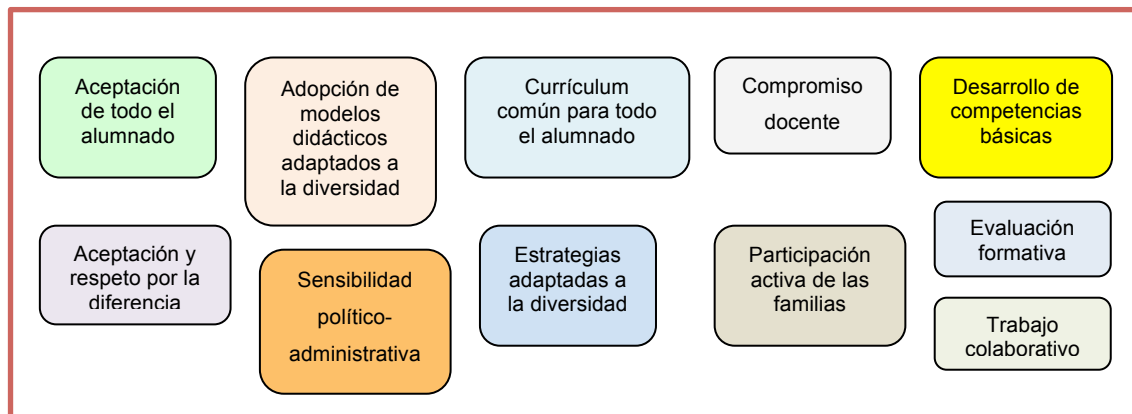 Aceptación
de todo el
alumnado
Adopción de
modelos
didácticos
adaptados a
la diversidad
Currículum
común para todo
el alumnado
Compromiso
docente
Desarrollo de
competencias
básicas
Aceptación y
respeto por la
diferencia
Sensibilidad
político-
administrativa
Estrategias
adaptadas a
la diversidad
Participación
activa de las
familias
Evaluación
formativa
Trabajo
colaborativo